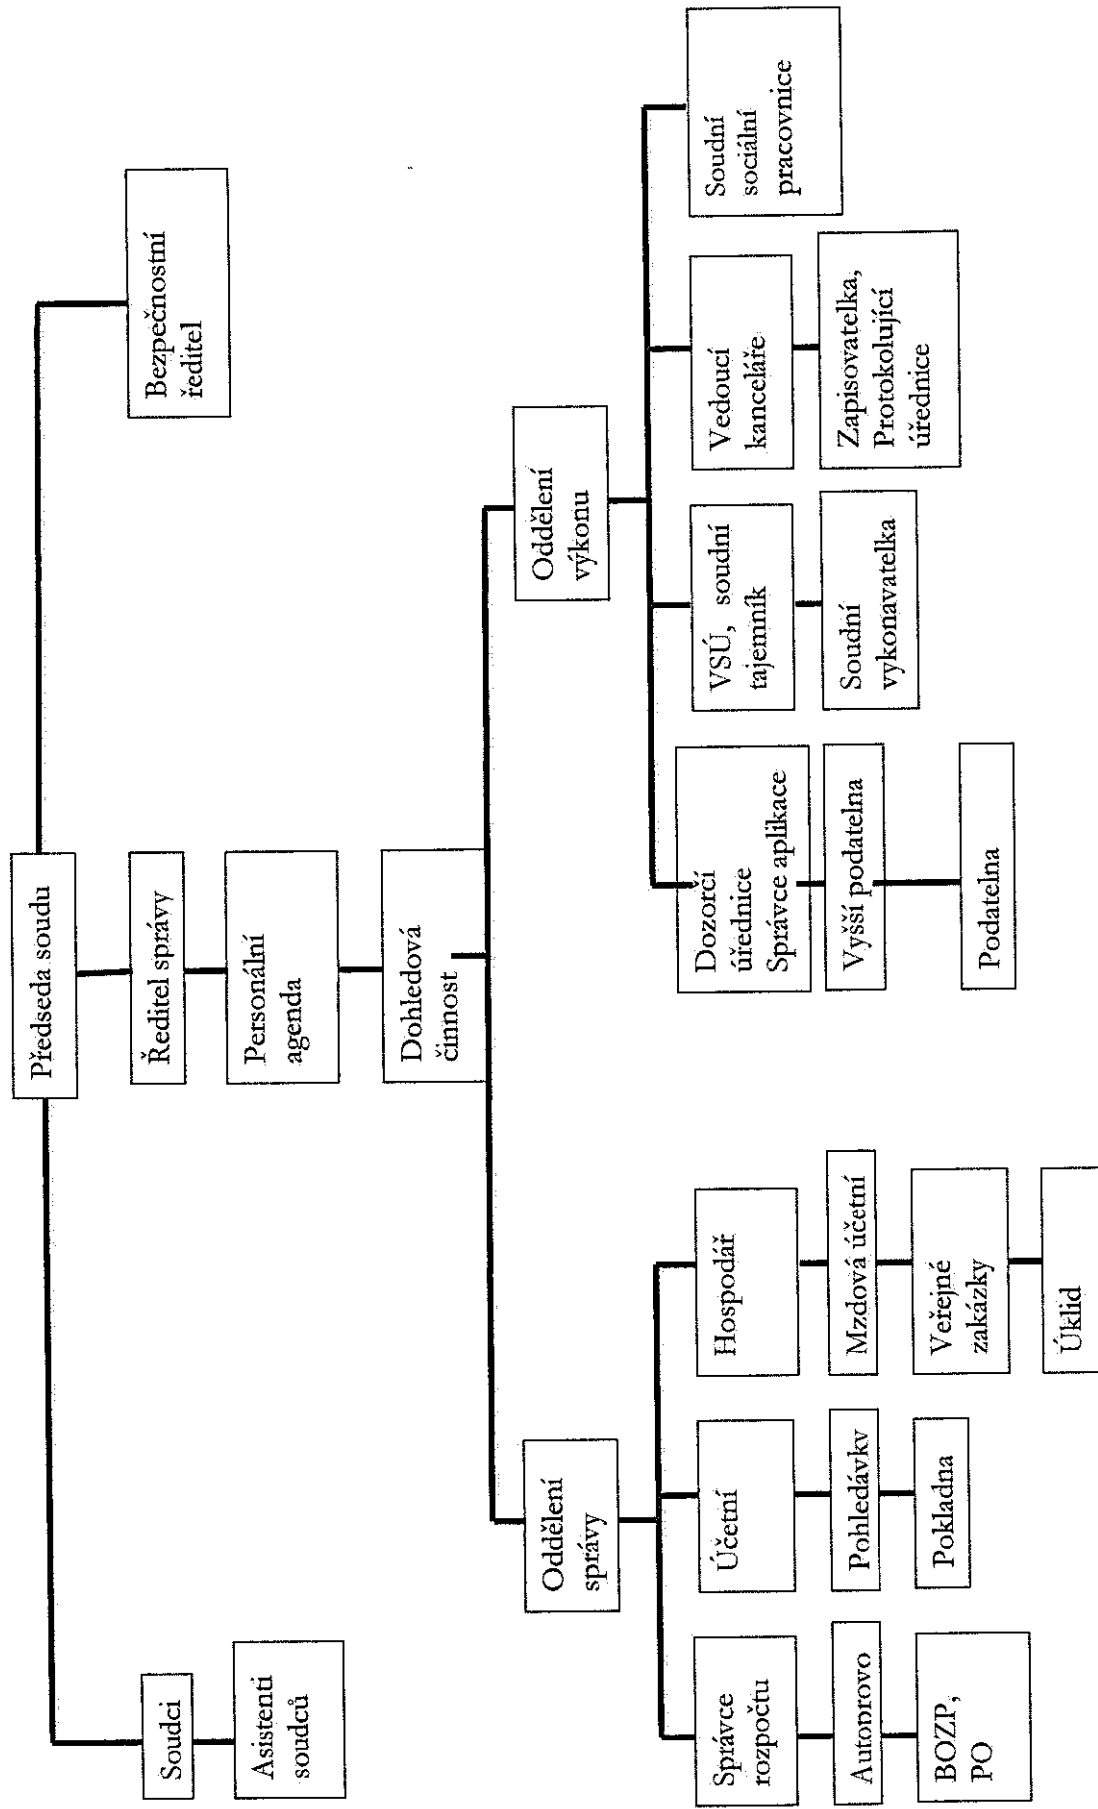 Předseda soudu
Soudci
Ředitel správy
Bezpečnostní
ředitel
Asistenti
soudců
Personální
agenda
Dohledová
činnost
Oddělení
správy
Oddělení
výkonu
Správce
rozpočtu
Účetní
Hospodář
Dozorčí
úřednice
Správce aplikace
VSÚ, soudní
tajemník
Vedoucí
kanceláře
Soudní
sociální
pracovnice
Autoprovo
Pohledávky
Mzdová účetní
Vyšší podatelna
Soudní
vykonavatelka
Zapisovatelka,
Protokolující
úřednice
BOZP,
PO
Pokladna
Veřejné
zakázky
Podatelna
Úklid